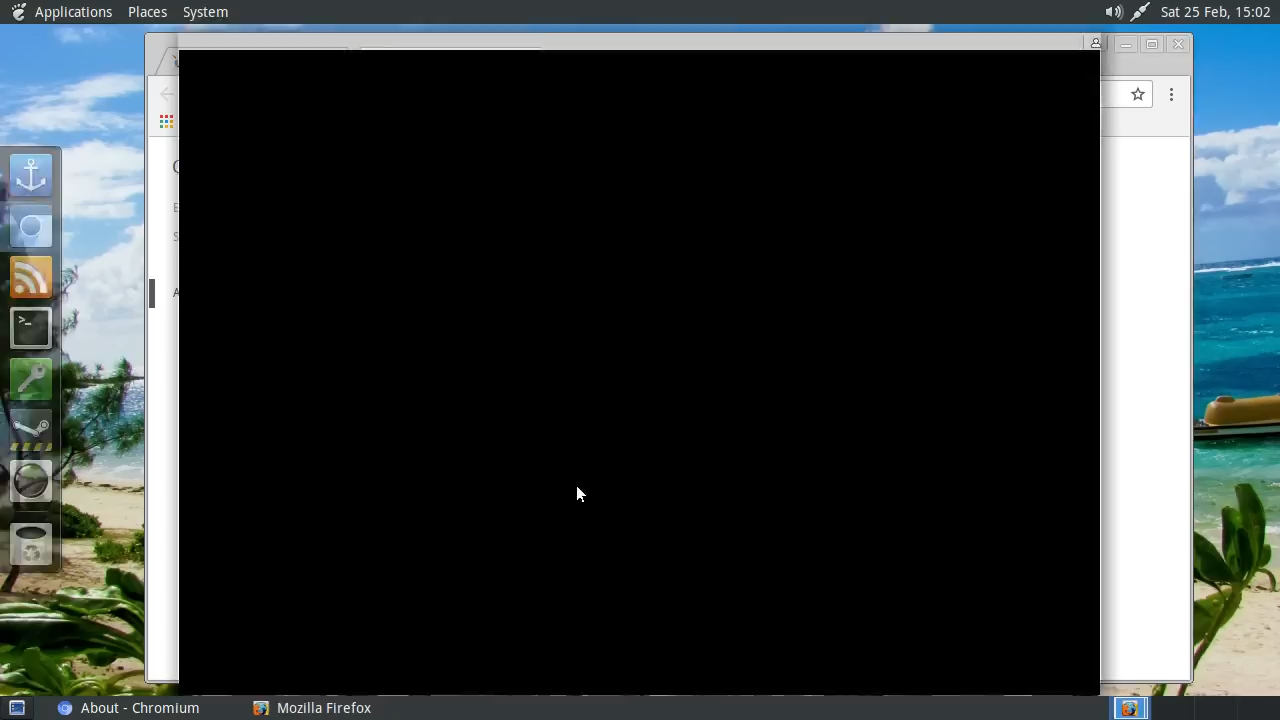 Applications Places System
Sat 25 Feb, 15:02
>_
About - Chromium
Mozilla Firefox